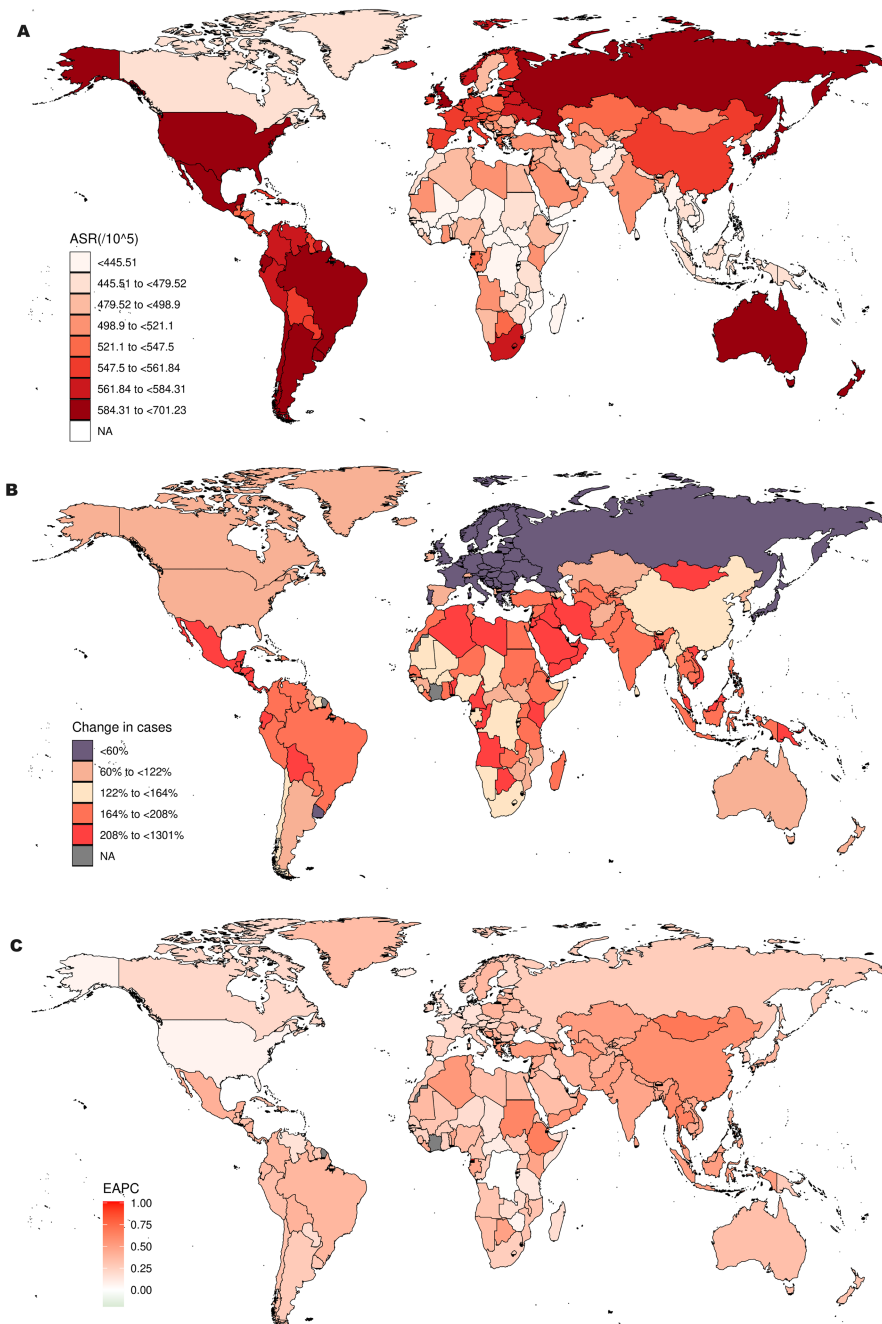 A
ASR(/10^5)
<445.51
445.51 to <479.52
479.52 to <498.9
498.9 to <521.1
521.1 to <547.5
547.5 to <561.84
561.84 to <584.31
584.31 to <701.23
NA
B
Change in cases
<60%
60% to <122%
122% to <164%
164% to <208%
208% to <1301%
NA
C
EAPC
1.00
0.75
0.50
0.25
0.00